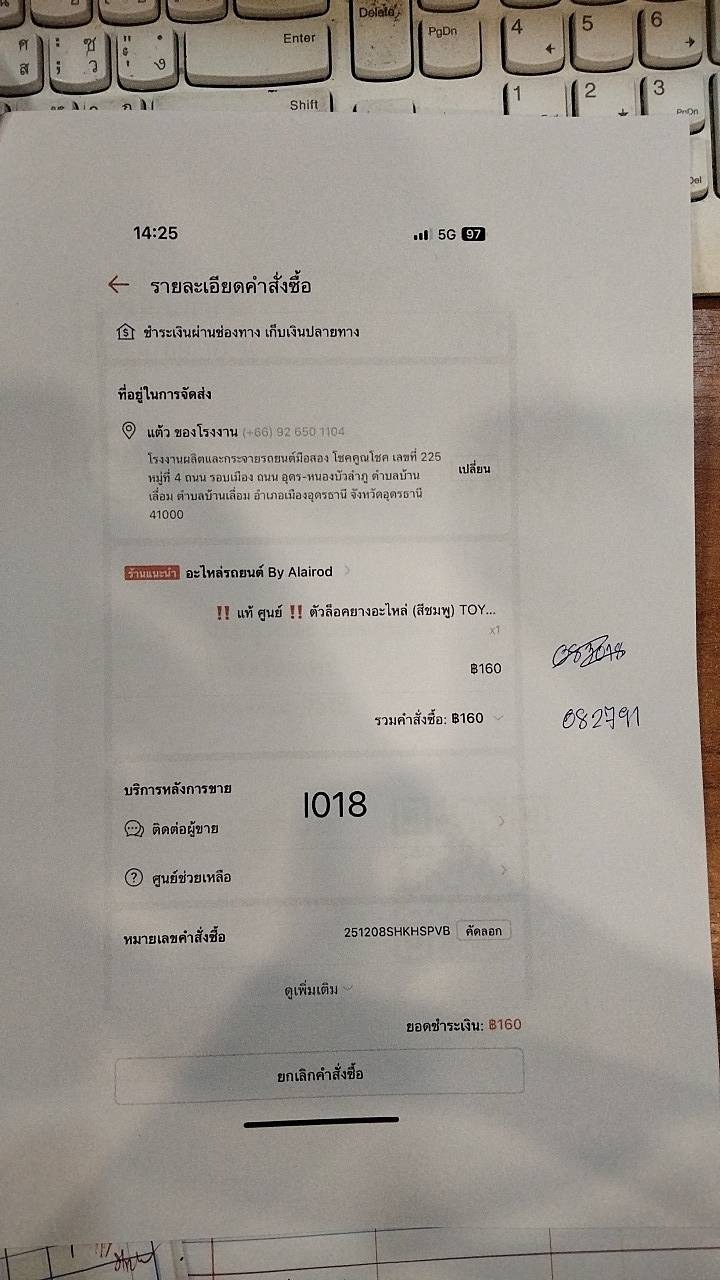 Delete
Enter
PgDn
4
5
6
Shift
1
2
3
PnDn
Del
14:25
5G 97
รายละเอียดคำสั่งซื้อ
ชำระเงินผ่านช่องทาง เก็บเงินปลายทาง
ที่อยู่ในการจัดส่ง
แต้ว ของโรงงาน (+66) 92 650 1104
โรงงานผลิตและกระจายรถยนต์มือสอง โชคคูณโชค เลขที่ 225
หมู่ที่ 4 ถนน รอบเมือง ถนน อุดร-หนองบัวลำภู ตำบลบ้าน
เลื่อม ตำบลบ้านเลื่อม อำเภอเมืองอุดรธานี จังหวัดอุดรธานี
41000
เปลี่ยน
ร้านแนะนำ อะไหล่รถยนต์ By Alairod
‼️ แท้ ศูนย์ ‼️ ตัวล็อคยางอะไหล่ (สีชมพู) TOY...
x1
฿160
รวมคำสั่งซื้อ: ฿160
082791
บริการหลังการขาย
I018
ติดต่อผู้ขาย
ศูนย์ช่วยเหลือ
หมายเลขคำสั่งซื้อ 251208SHKHSPVB คัดลอก
ดูเพิ่มเติม
ยอดชำระเงิน: ฿160
ยกเลิกคำสั่งซื้อ